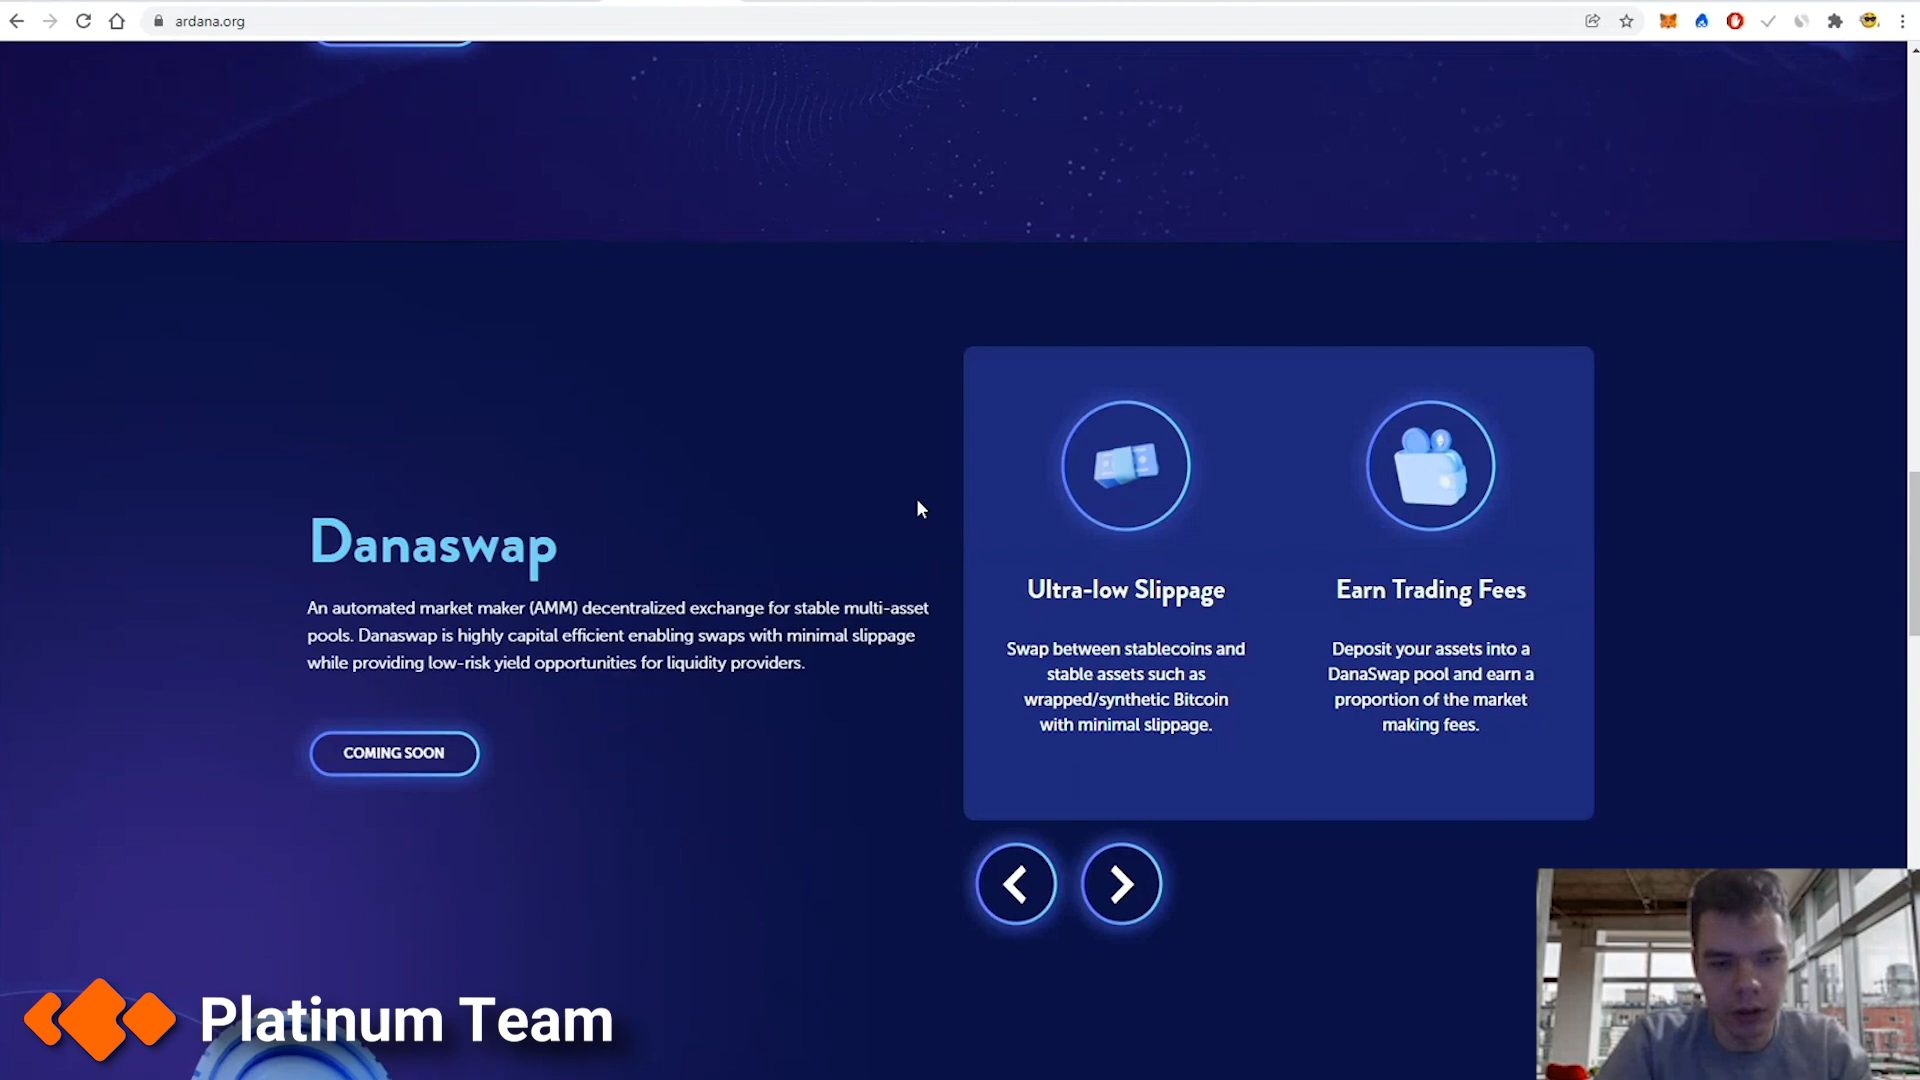 ardana.org
Danaswap
An automated market maker (AMM) decentralized exchange for stable multi-asset
pools. Danaswap is highly capital efficient enabling swaps with minimal slippage
while providing low-risk yield opportunities for liquidity providers.
COMING SOON
Ultra-low Slippage
Swap between stablecoins and
stable assets such as
wrapped/synthetic Bitcoin
with minimal slippage.
Earn Trading Fees
Deposit your assets into a
DanaSwap pool and earn a
proportion of the market
making fees.
Platinum Team